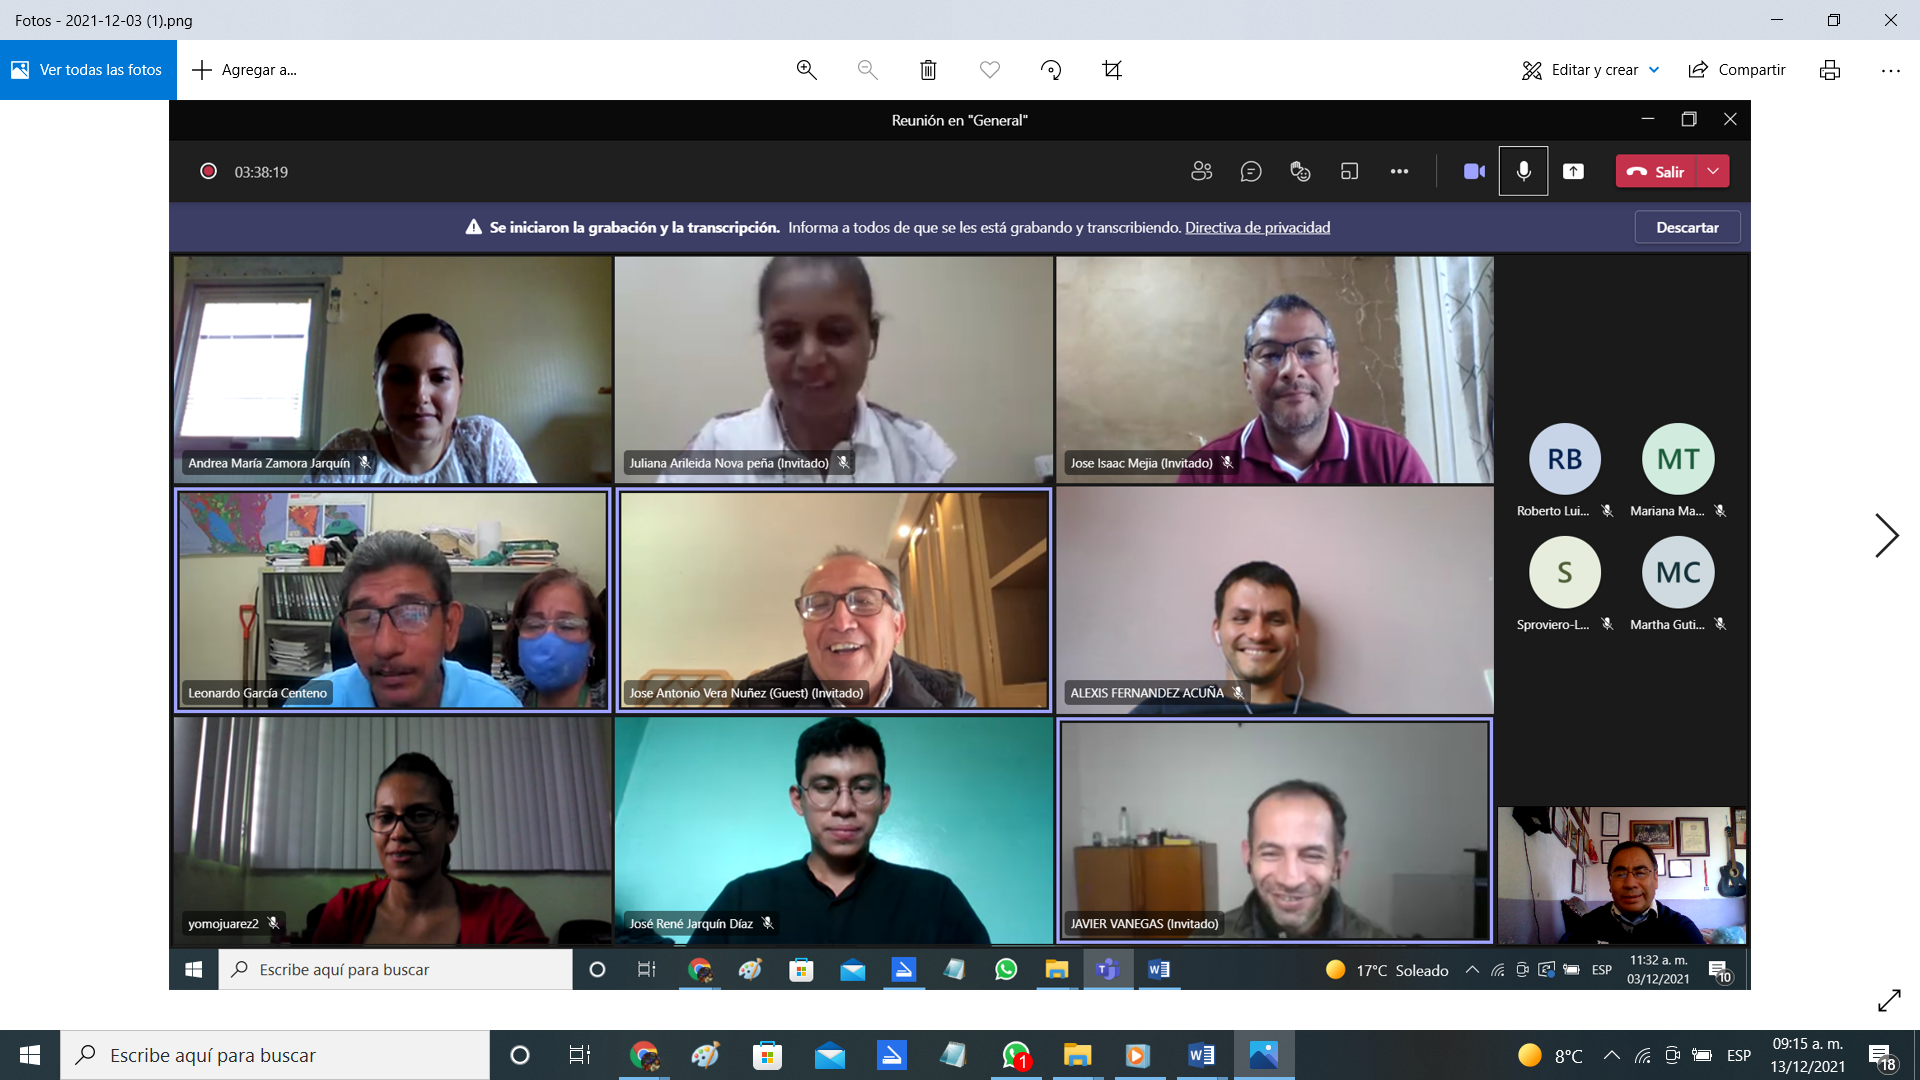 Fotos - 2021-12-03 (1).png
Ver todas las fotos
Agregar a...
Editar y crear
Compartir
Reunión en "General"
03:38:19
Salir
Se iniciaron la grabación y la transcripción. Informa a todos de que se les está grabando y transcribiendo. Directiva de privacidad
Descartar
Andrea María Zamora Jarquín
Juliana Arileida Nova peña (Invitado)
Jose Isaac Mejia (Invitado)
RB
MT
Roberto Lui...
Mariana Ma...
S
MC
Sproviero-L...
Martha Guti...
Leonardo García Centeno
Jose Antonio Vera Nuñez (Guest) (Invitado)
ALEXIS FERNANDEZ ACUÑA
yomojuarez2
José René Jarquín Díaz
JAVIER VANEGAS (Invitado)
Escribe aquí para buscar
17°C Soleado
ESP
11:32 a. m.
03/12/2021
10
Escribe aquí para buscar
1
8°C
ESP
09:15 a. m.
13/12/2021
18